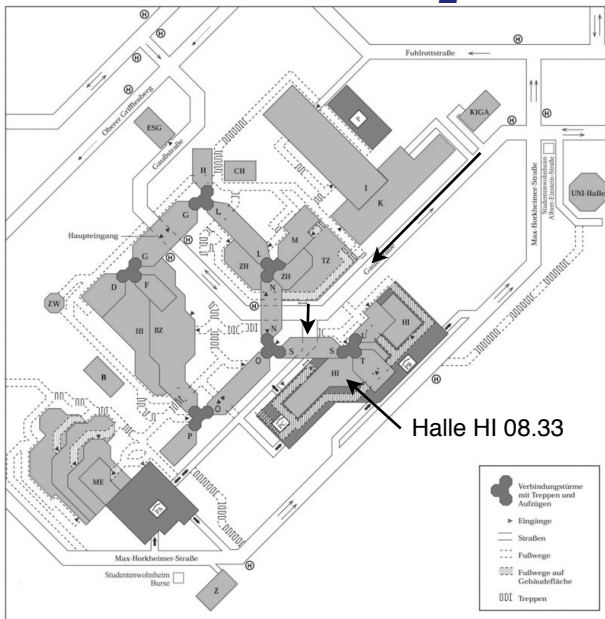 H
H
Fuhlrottstraße
H
H
H
Oberer Grifflenberg
ESG
Gaußstraße
P
KIGA
H
H
H
CH
G
L
I
K
UNI-Halle
Max-Horkheimer-Straße
Studentenwohnheim
Albert-Einstein-Straße
Haupteingang
M
ZH
L
TZ
G
ZH
D
F
N
ZW
H
HI
BZ
N
HI
S
S
U
O
T
HI
B
H
O
P
Halle HI 08.33
ME
Max-Horkheimer-Straße
Studentenwohnheim
Burse
Z
H
Verbindungstürme
mit Treppen und
Aufzügen
Eingänge
Straßen
Fußwege
Fußwege auf
Gebäudefläche
Treppen